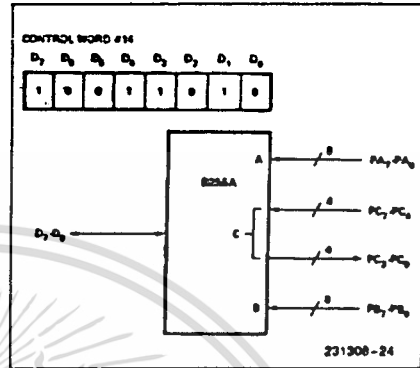 CONTROL WORD #14
D₇ D₆ D₅ D₄ D₃ D₂ D₁ D₀
1 0 0 1 1 0 1 0
8255A
A 8 PA₇-PA₀
4 PC₇-PC₄
C
D₇-D₀
4 PC₃-PC₀
B 8 PB₇-PB₀
231308-24